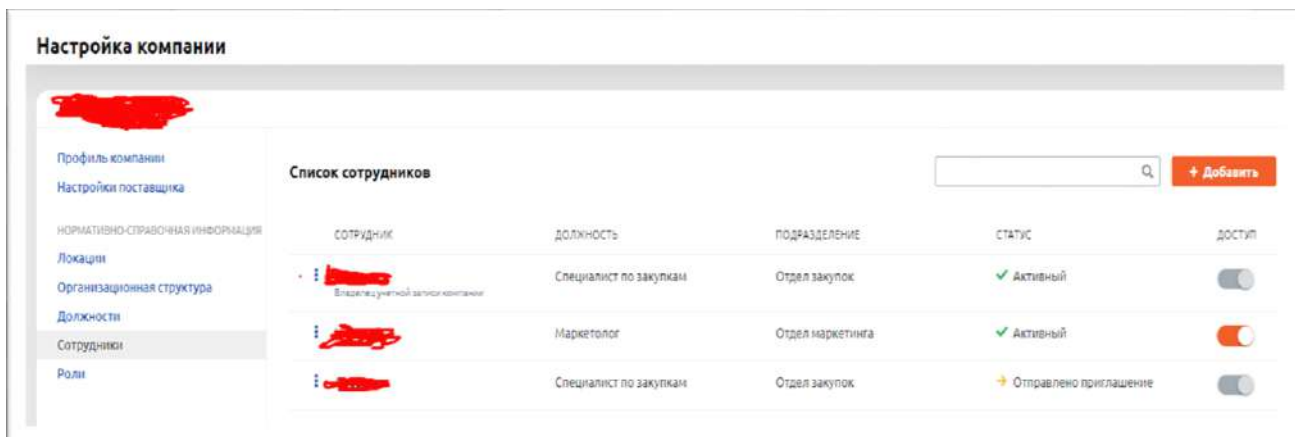 Настройка компании
Профиль компании
Настройки поставщика
НОРМАТИВНО-СПРАВОЧНАЯ ИНФОРМАЦИЯ
Локации
Организационная структура
Должности
Сотрудники
Роли
Список сотрудников
+ Добавить
СОТРУДНИК ДОЛЖНОСТЬ ПОДРАЗДЕЛЕНИЕ СТАТУС ДОСТУП
Специалист по закупкам Отдел закупок Активный
Владелец учетной записи компании
Маркетолог Отдел маркетинга Активный
Специалист по закупкам Отдел закупок Отправлено приглашение